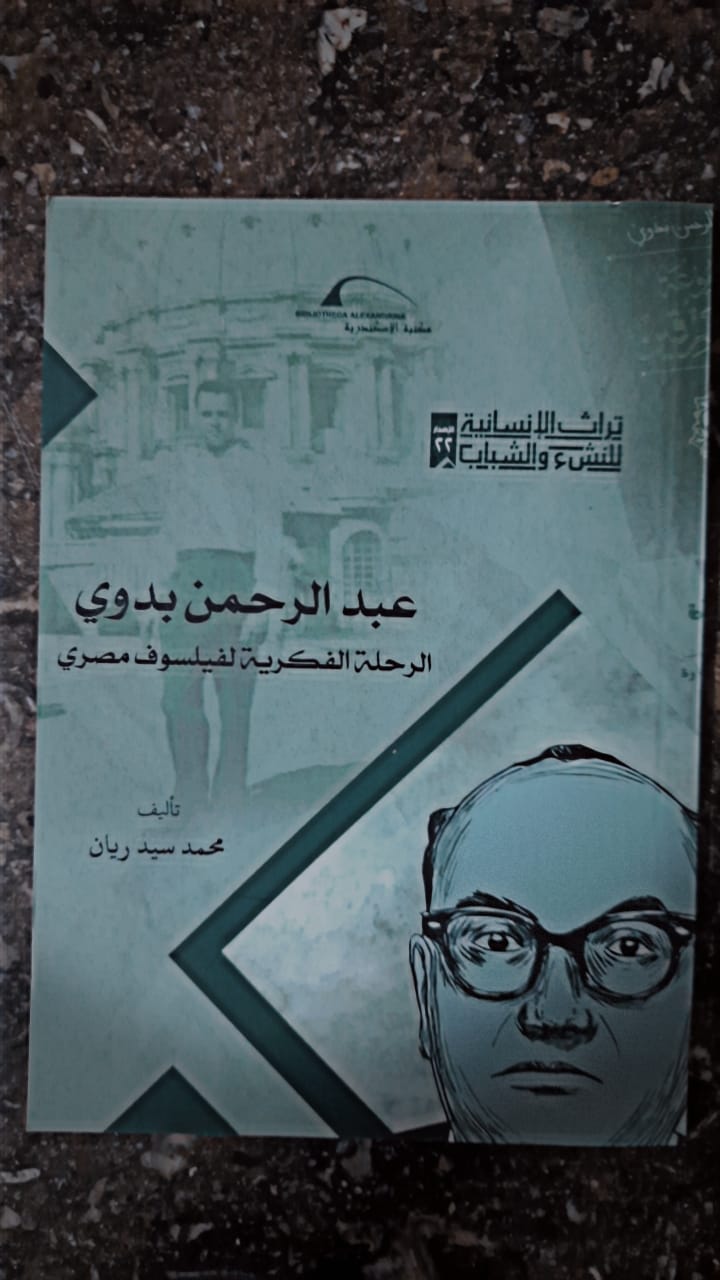 BIBLIOTHECA ALEXANDRINA
مكتبة الإسكندرية
تراث الإنسانية
للنشء والشباب
الإصدار
٢٢
عبد الرحمن بدوي
الرحلة الفكرية لفيلسوف مصري
تأليف
محمد سيد ريان